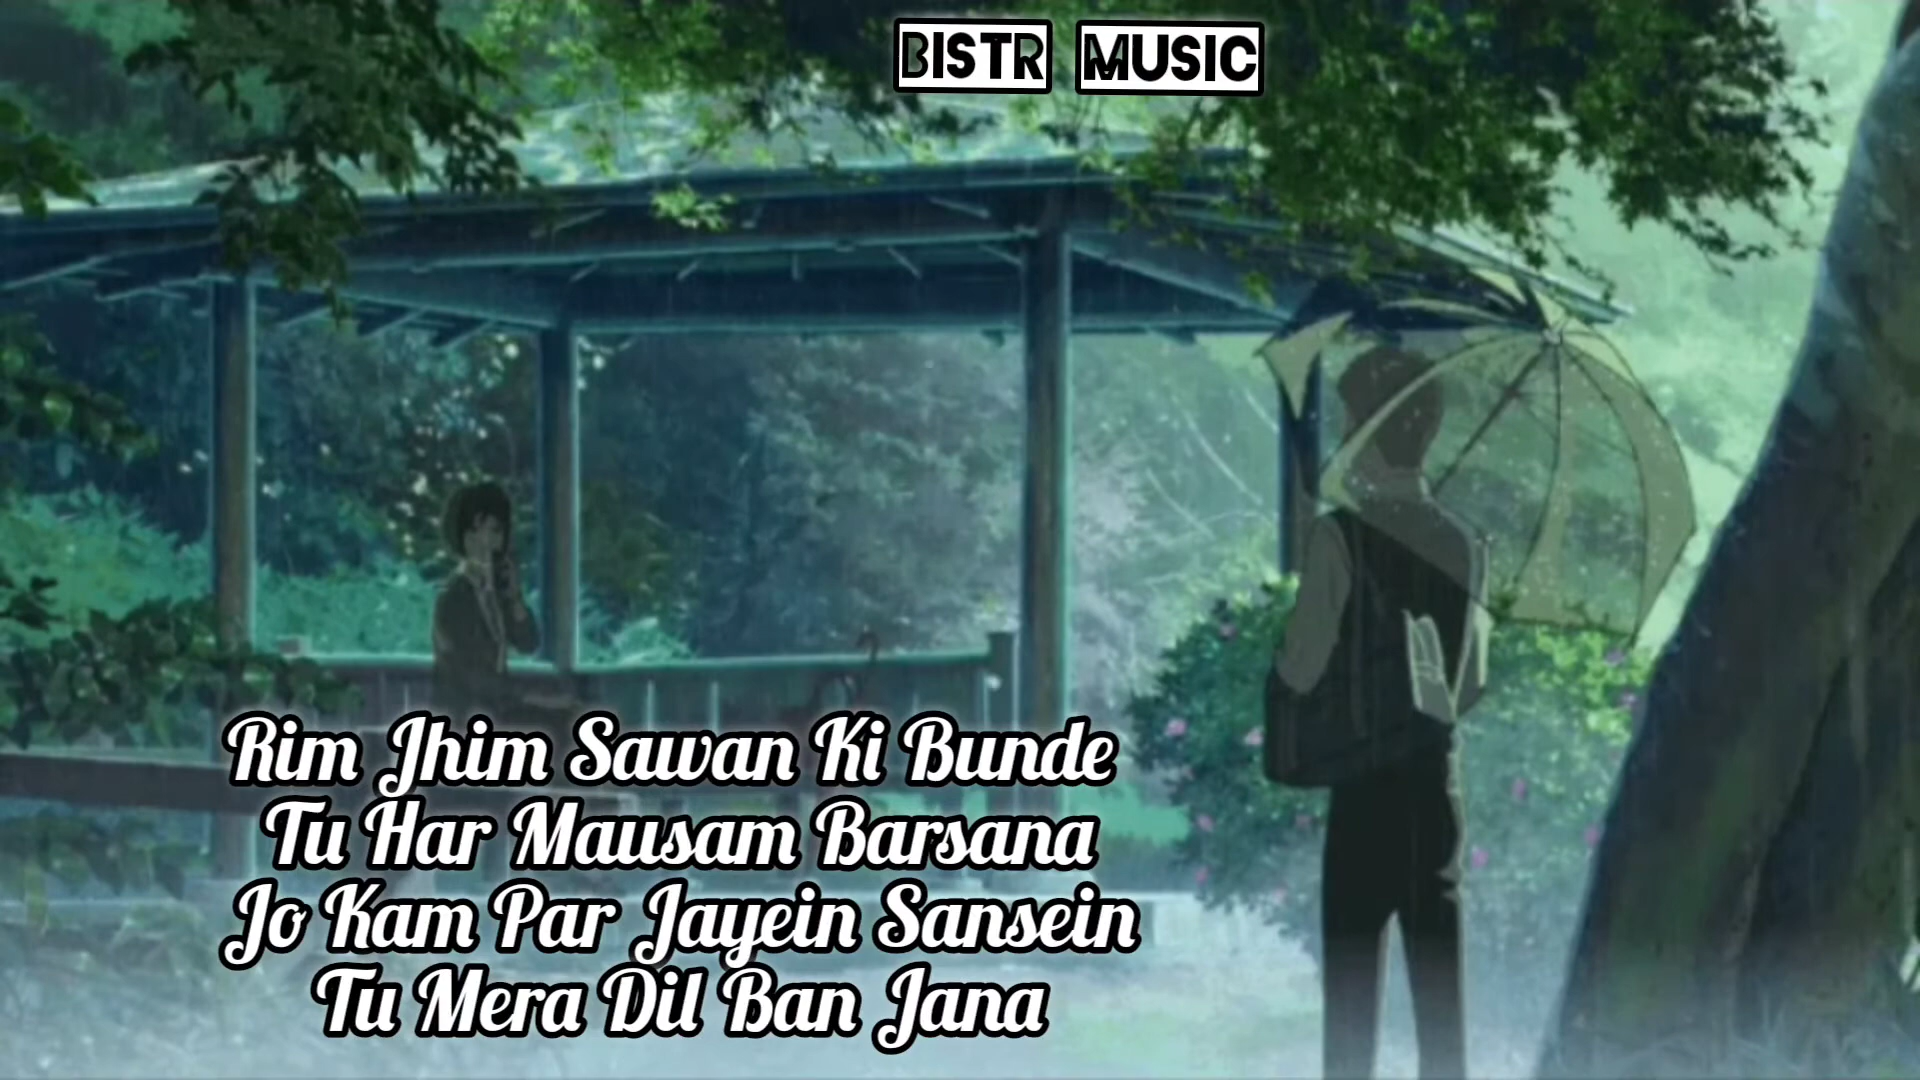 BISTR MUSIC
Rim Jhim Sawan Ki Bunde
Tu Har Mausam Barsana
Jo Kam Par Jayein Sansein
Tu Mera Dil Ban Jana